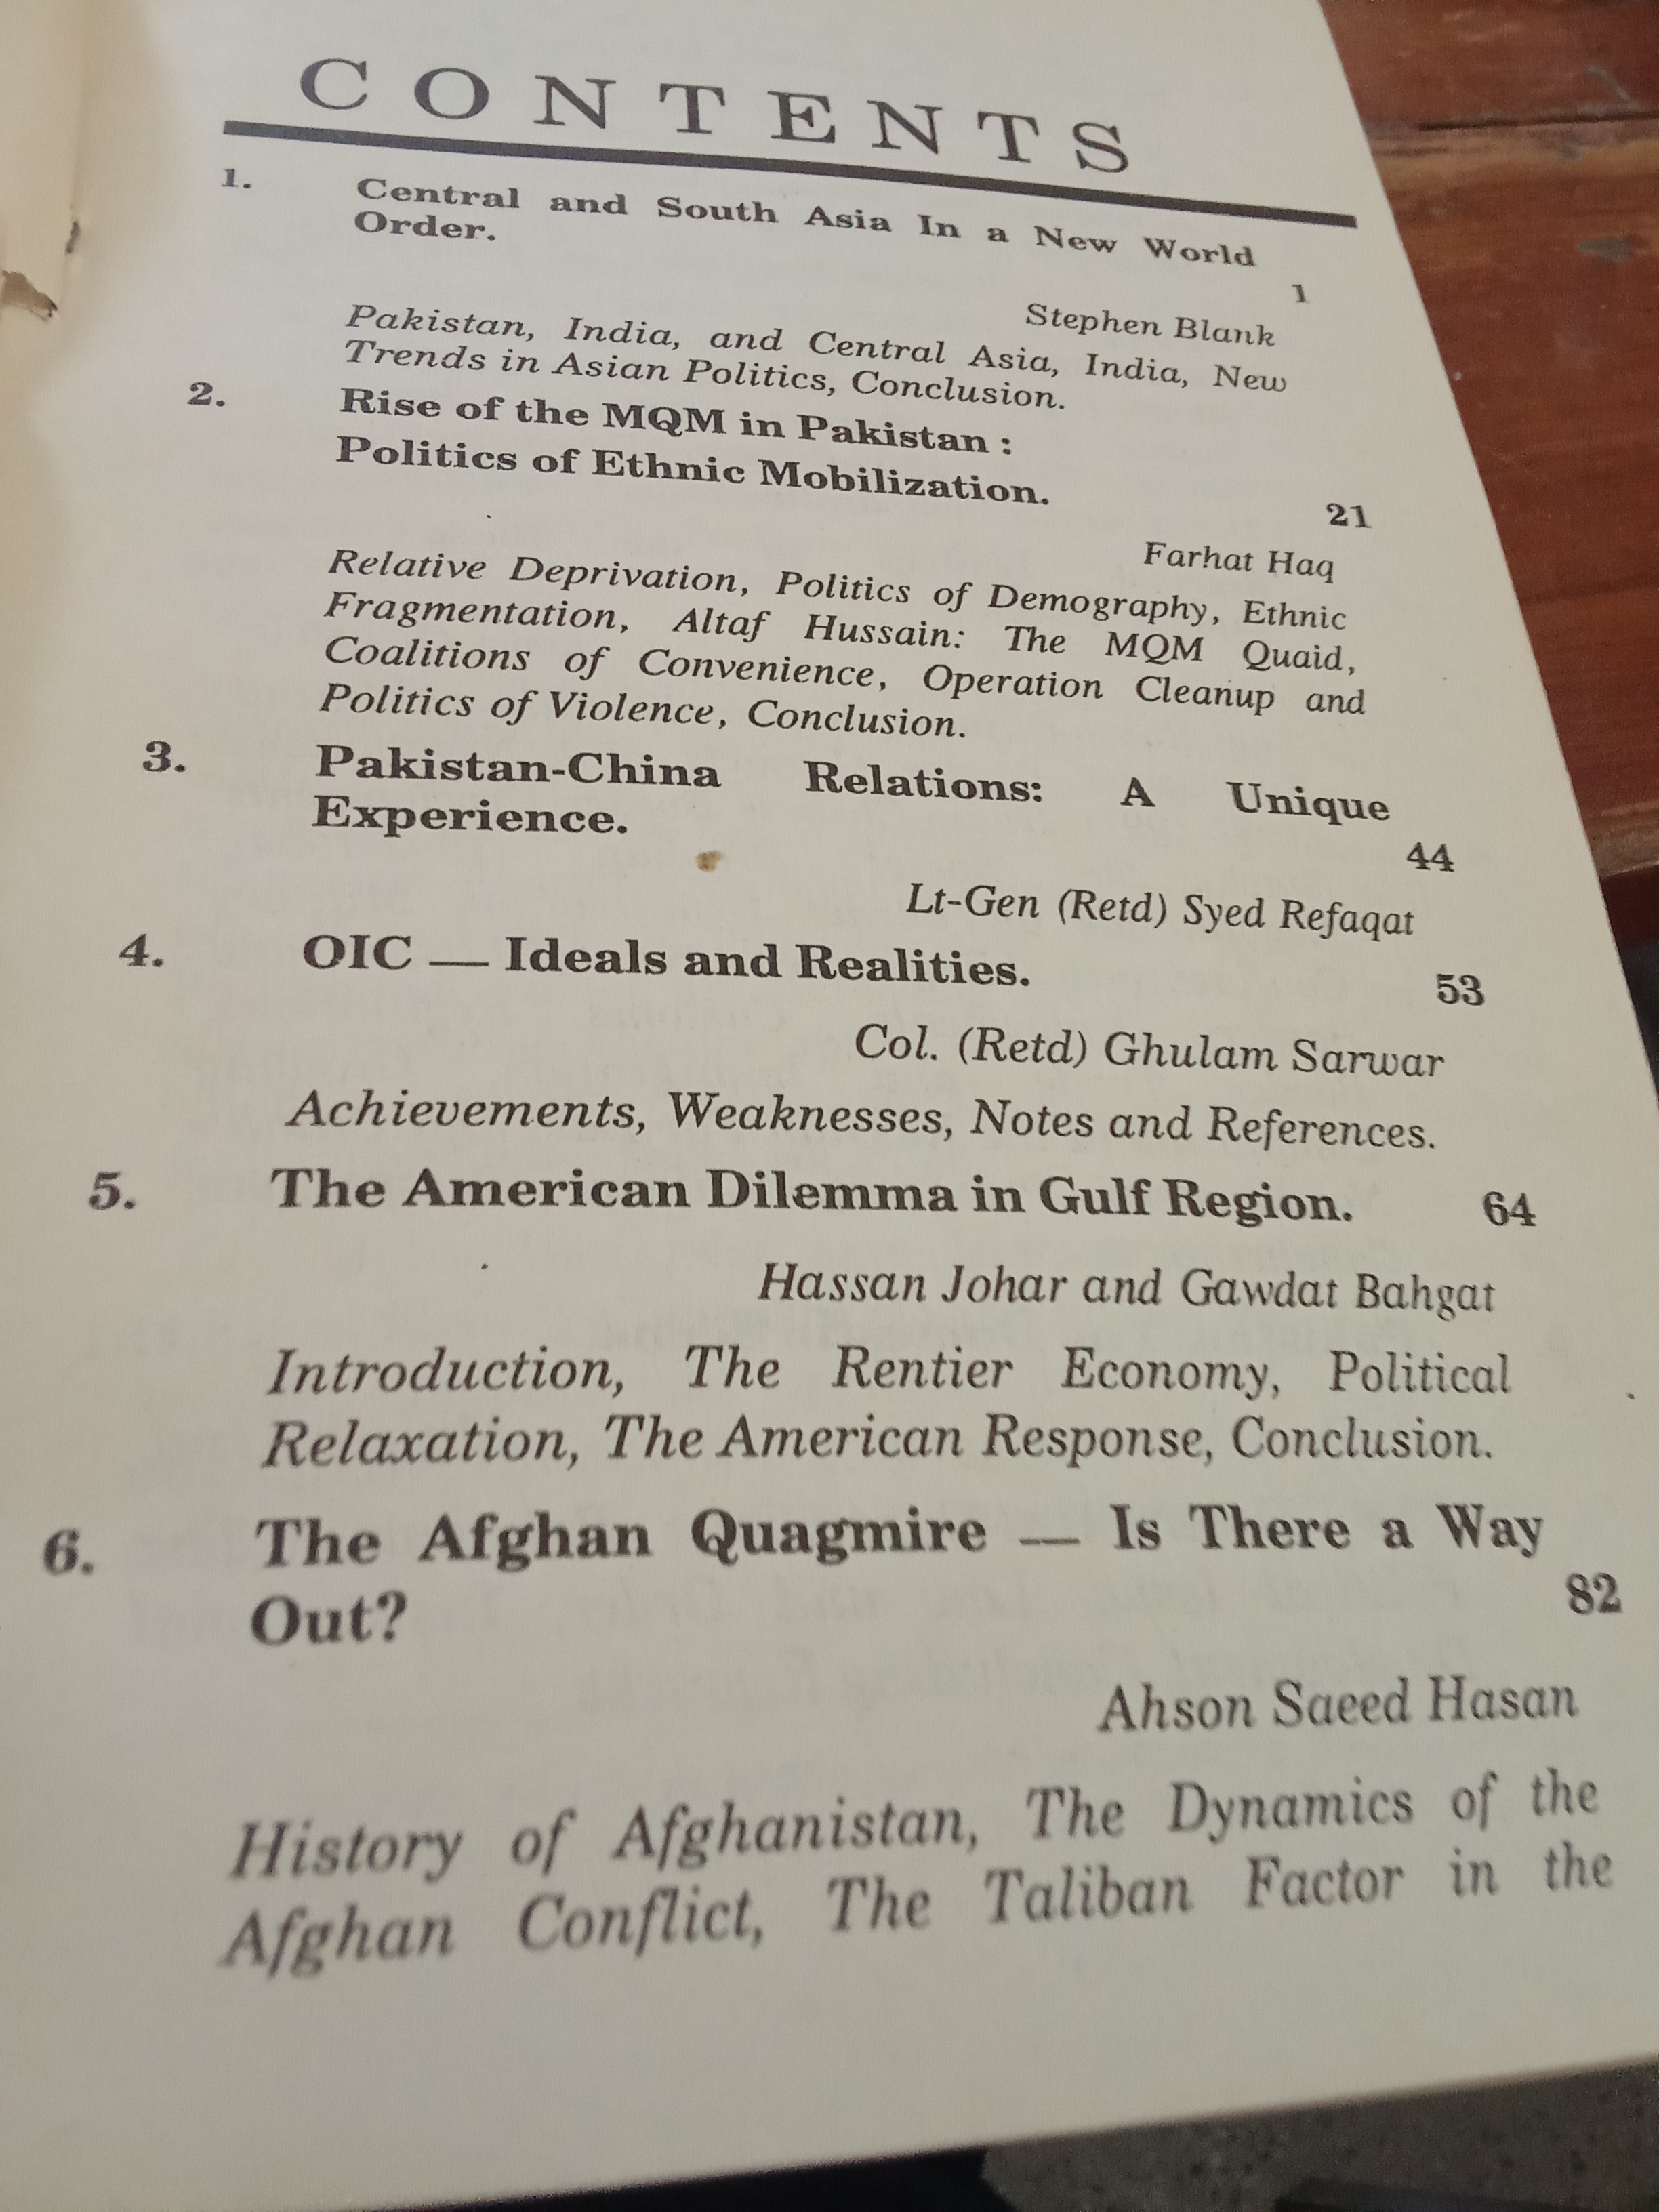 CONTENTS
1. Central and South Asia In a New World
Order.
1
Stephen Blank
Pakistan, India, and Central Asia, India, New
Trends in Asian Politics, Conclusion.
2. Rise of the MQM in Pakistan :
Politics of Ethnic Mobilization.
21
Farhat Haq
Relative Deprivation, Politics of Demography, Ethnic
Fragmentation, Altaf Hussain: The MQM Quaid,
Coalitions of Convenience, Operation Cleanup and
Politics of Violence, Conclusion.
3. Pakistan-China Relations: A Unique
Experience.
44
Lt-Gen (Retd) Syed Refaqat
4. OIC — Ideals and Realities.
53
Col. (Retd) Ghulam Sarwar
Achievements, Weaknesses, Notes and References.
5. The American Dilemma in Gulf Region. 64
Hassan Johar and Gawdat Bahgat
Introduction, The Rentier Economy, Political
Relaxation, The American Response, Conclusion.
6. The Afghan Quagmire — Is There a Way
Out?
82
Ahson Saeed Hasan
History of Afghanistan, The Dynamics of the
Afghan Conflict, The Taliban Factor in the